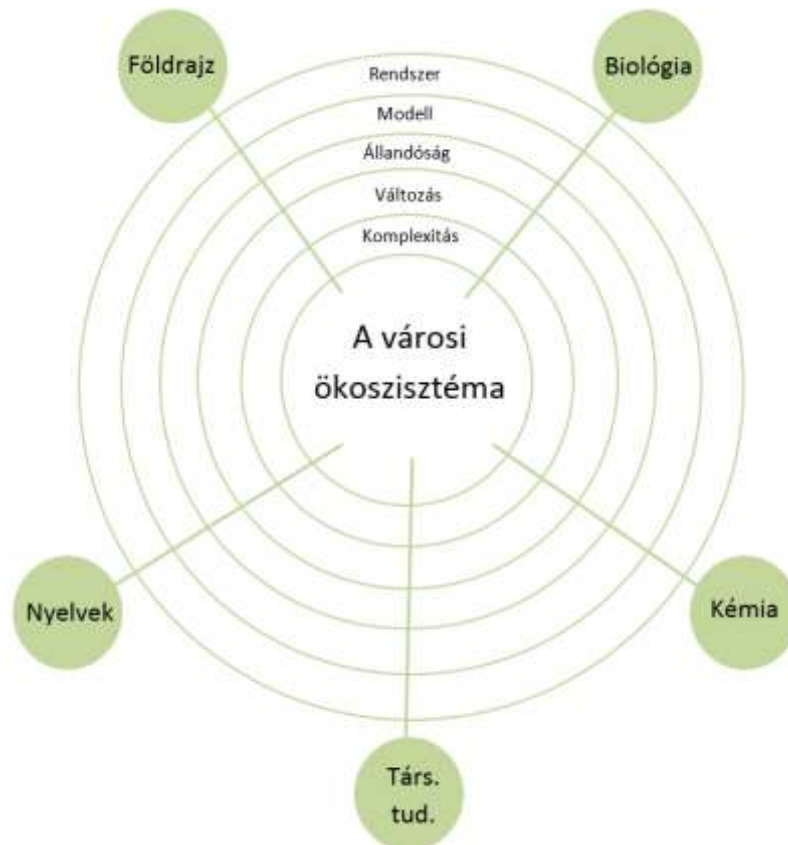 Földrajz
Biológia
Rendszer
Modell
Állandóság
Változás
Komplexitás
A városi
ökoszisztéma
Nyelvek
Kémia
Társ.
tud.